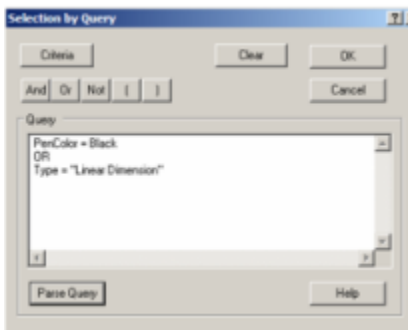 Selection by Query
Criteria
Clear
OK
And Or Not ( )
Cancel
Query
PenColor = Black
OR
Type = "Linear Dimension"
Parse Query
Help